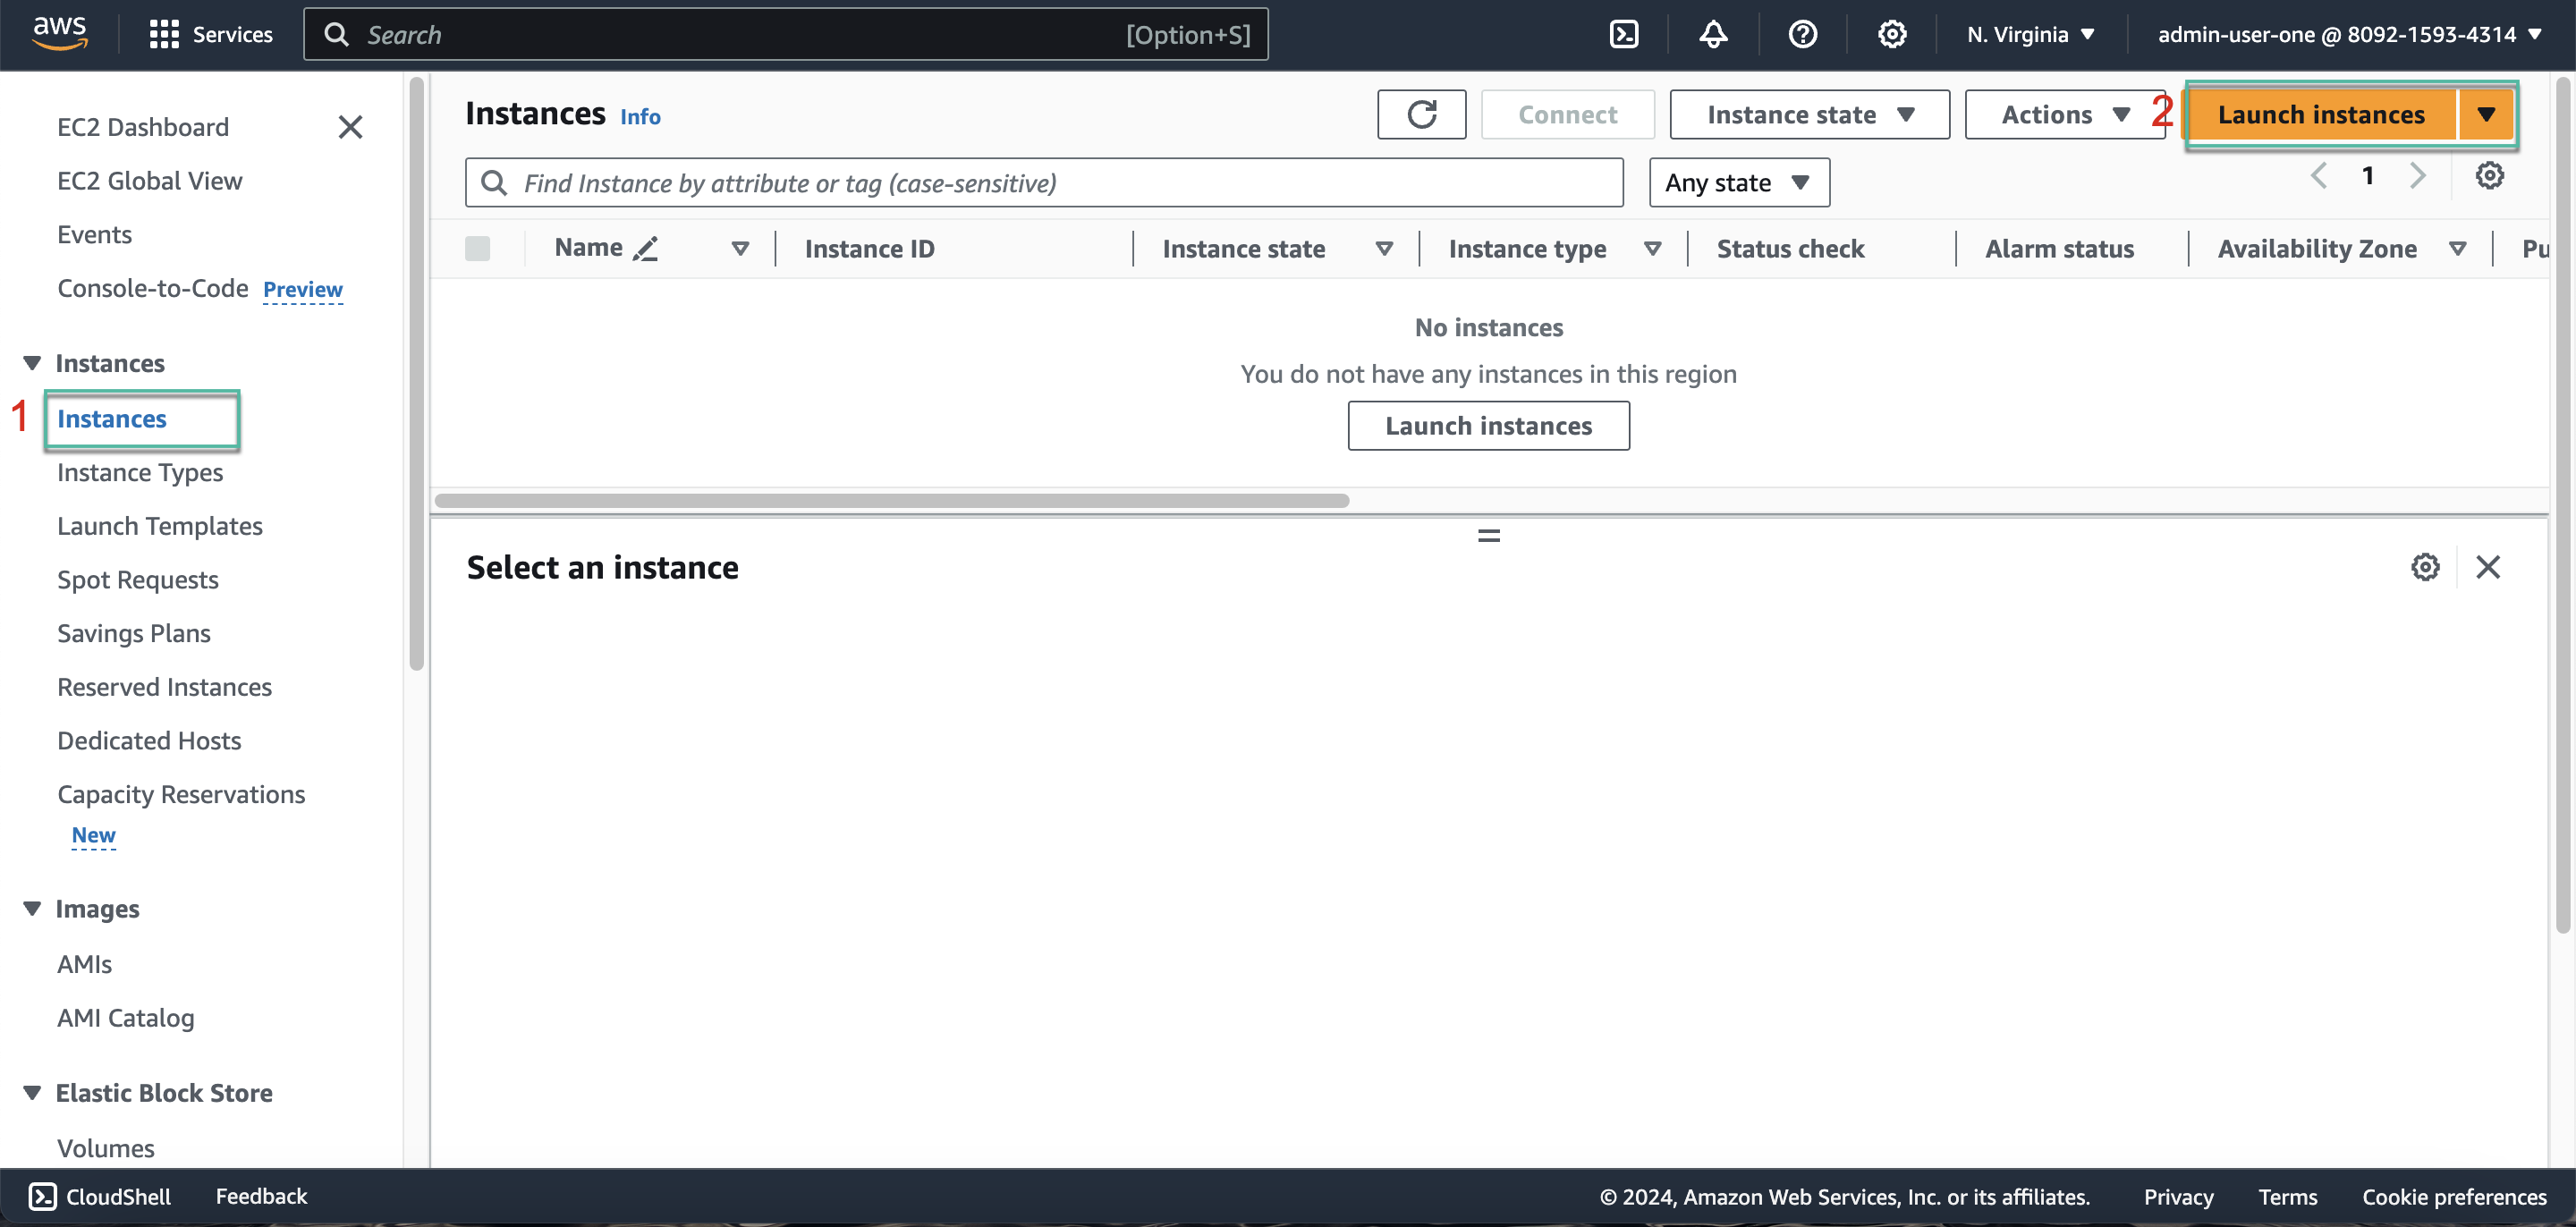 aws
Services
Search
[Option+S]
N. Virginia
admin-user-one @ 8092-1593-4314
EC2 Dashboard
EC2 Global View
Events
Console-to-Code Preview
Instances
1
Instances
Instance Types
Launch Templates
Spot Requests
Savings Plans
Reserved Instances
Dedicated Hosts
Capacity Reservations
New
Images
AMIs
AMI Catalog
Elastic Block Store
Volumes
Instances Info
Connect
Instance state
Actions
2
Launch instances
Find Instance by attribute or tag (case-sensitive)
Any state
1
Name
Instance ID
Instance state
Instance type
Status check
Alarm status
Availability Zone
Pu
No instances
You do not have any instances in this region
Launch instances
Select an instance
CloudShell
Feedback
© 2024, Amazon Web Services, Inc. or its affiliates.
Privacy
Terms
Cookie preferences